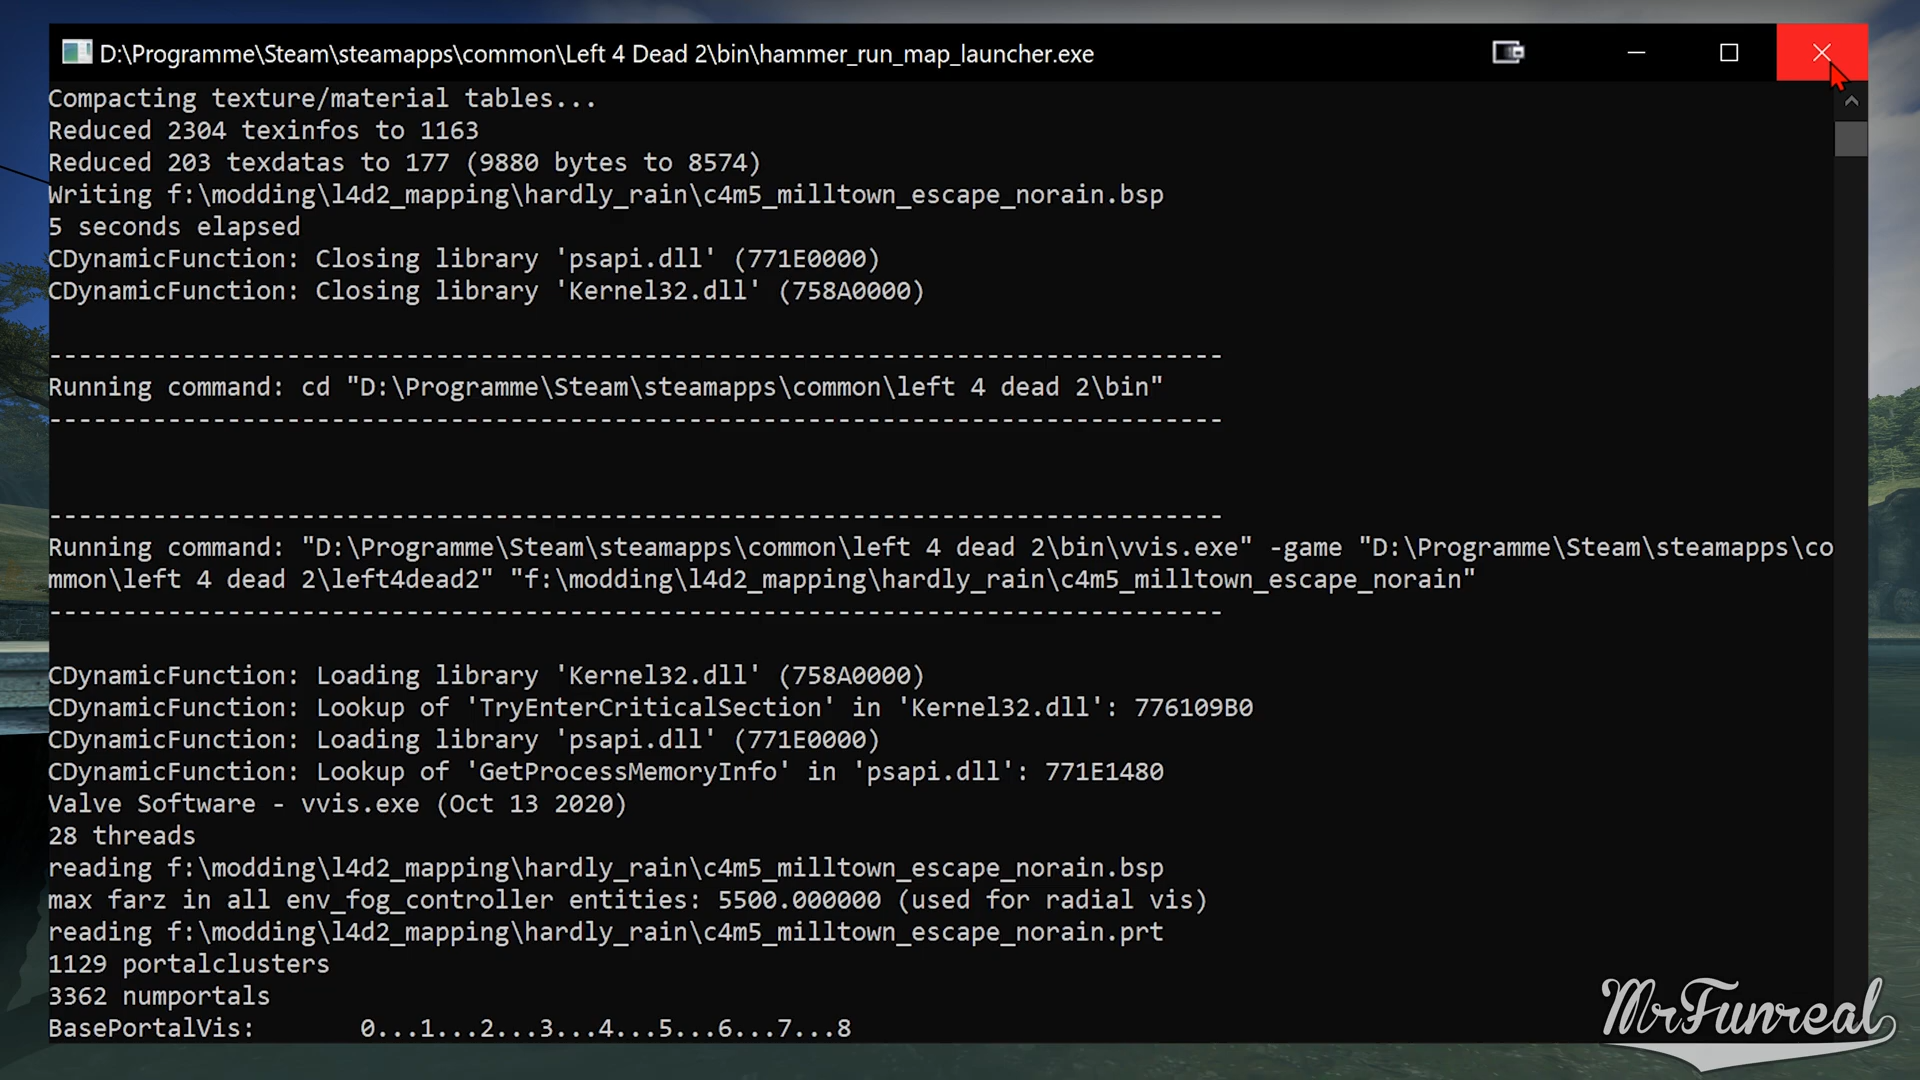 D:\Programme\Steam\steamapps\common\Left 4 Dead 2\bin\hammer_run_map_launcher.exe
Compacting texture/material tables...
Reduced 2304 texinfos to 1163
Reduced 203 texdatas to 177 (9880 bytes to 8574)
Writing f:\modding\l4d2_mapping\hardly_rain\c4m5_milltown_escape_norain.bsp
5 seconds elapsed
CDynamicFunction: Closing library 'psapi.dll' (771E0000)
CDynamicFunction: Closing library 'Kernel32.dll' (758A0000)
-------------------------------------------------------------------------------
Running command: cd "D:\Programme\Steam\steamapps\common\left 4 dead 2\bin"
-------------------------------------------------------------------------------
-------------------------------------------------------------------------------
Running command: "D:\Programme\Steam\steamapps\common\left 4 dead 2\bin\vvis.exe" -game "D:\Programme\Steam\steamapps\co
mmon\left 4 dead 2\left4dead2" "f:\modding\l4d2_mapping\hardly_rain\c4m5_milltown_escape_norain"
-------------------------------------------------------------------------------
CDynamicFunction: Loading library 'Kernel32.dll' (758A0000)
CDynamicFunction: Lookup of 'TryEnterCriticalSection' in 'Kernel32.dll': 776109B0
CDynamicFunction: Loading library 'psapi.dll' (771E0000)
CDynamicFunction: Lookup of 'GetProcessMemoryInfo' in 'psapi.dll': 771E1480
Valve Software - vvis.exe (Oct 13 2020)
28 threads
reading f:\modding\l4d2_mapping\hardly_rain\c4m5_milltown_escape_norain.bsp
max farz in all env_fog_controller entities: 5500.000000 (used for radial vis)
reading f:\modding\l4d2_mapping\hardly_rain\c4m5_milltown_escape_norain.prt
1129 portalclusters
3362 numportals
BasePortalVis:       0...1...2...3...4...5...6...7...8
MrFunreal